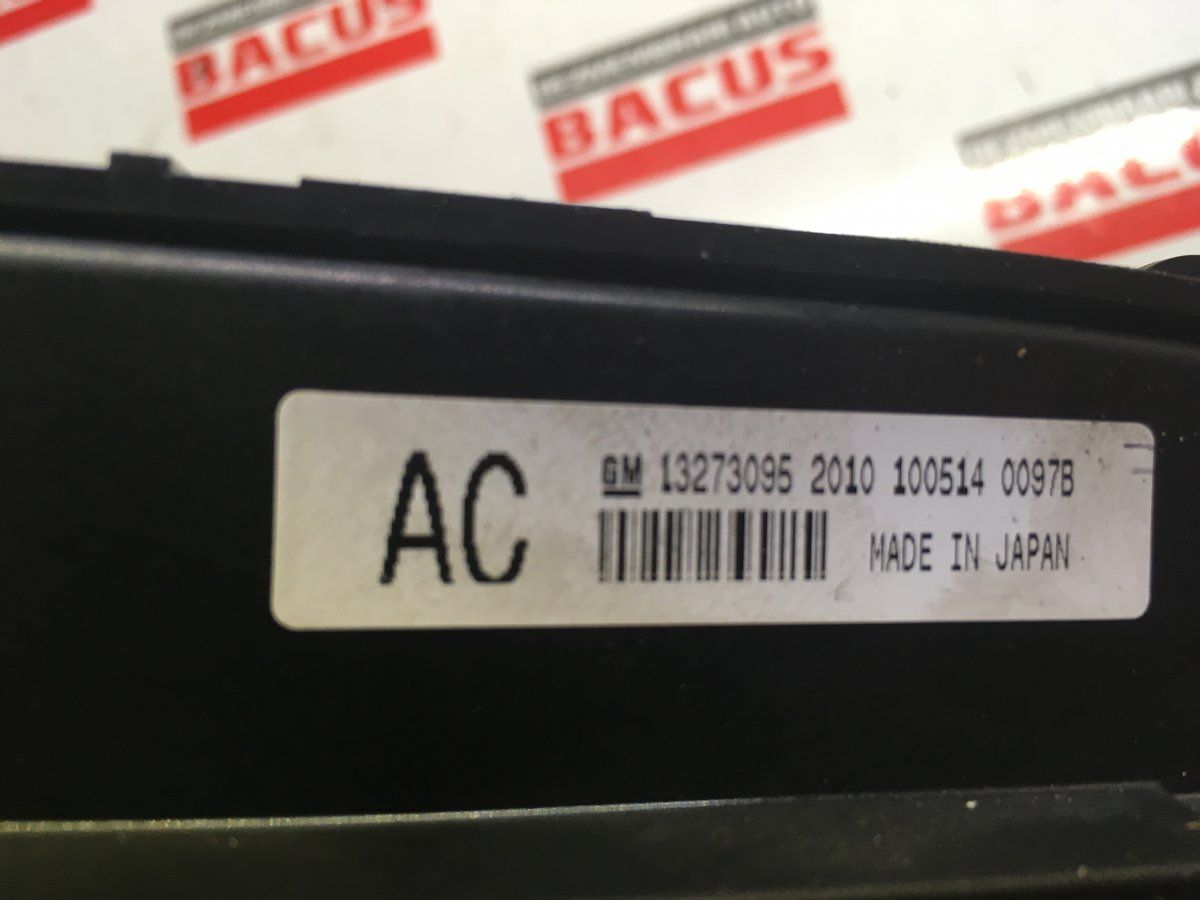 BACUS
BACUS
AC
GM 13273095 2010 100514 0097B
MADE IN JAPAN